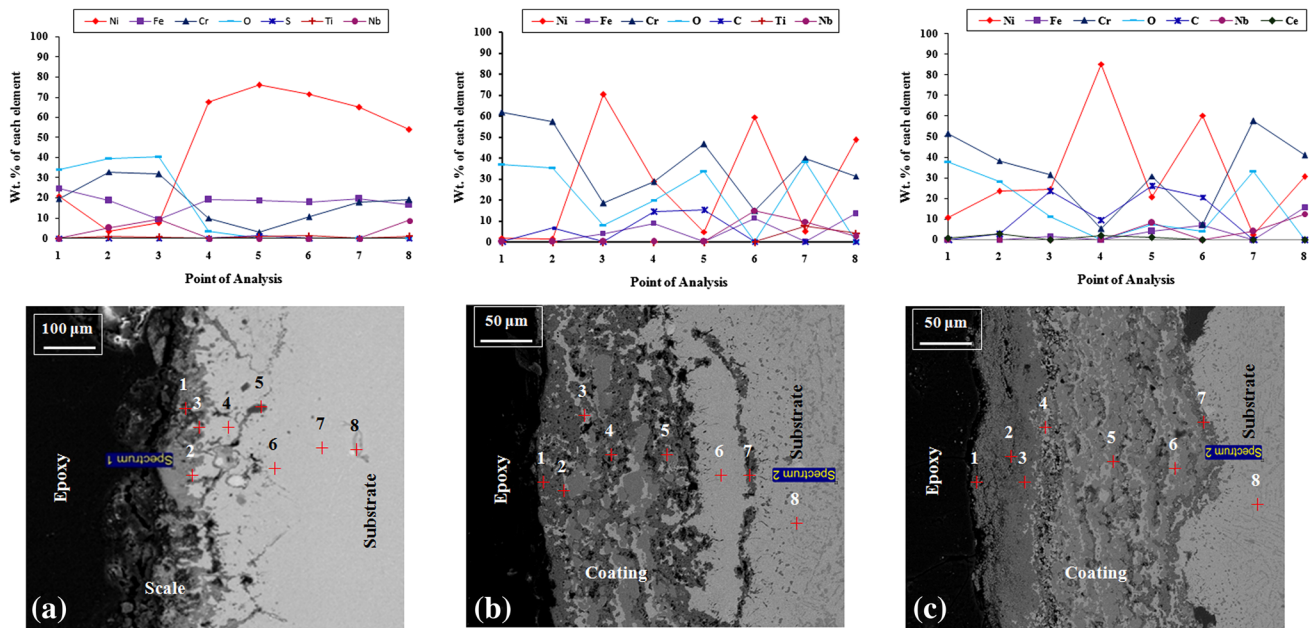 Ni Fe Cr O S Ti Nb
Wt. % of each element
100
90
80
70
60
50
40
30
20
10
0
1 2 3 4 5 6 7 8
Point of Analysis
Ni Fe Cr O C Ti Nb
Wt. % of each element
100
90
80
70
60
50
40
30
20
10
0
1 2 3 4 5 6 7 8
Point of Analysis
Ni Fe Cr O C Nb Ce
Wt. % of each element
100
90
80
70
60
50
40
30
20
10
0
1 2 3 4 5 6 7 8
Point of Analysis
100 µm
1
3
4
5
2
6
7
8
Spectrum 1
Epoxy
Substrate
Scale
(a)
50 µm
3
4
5
1
2
6
7
Spectrum 2
8
Epoxy
Substrate
Coating
(b)
50 µm
4
7
2
5
6
1
3
Spectrum 2
8
Epoxy
Substrate
Coating
(c)